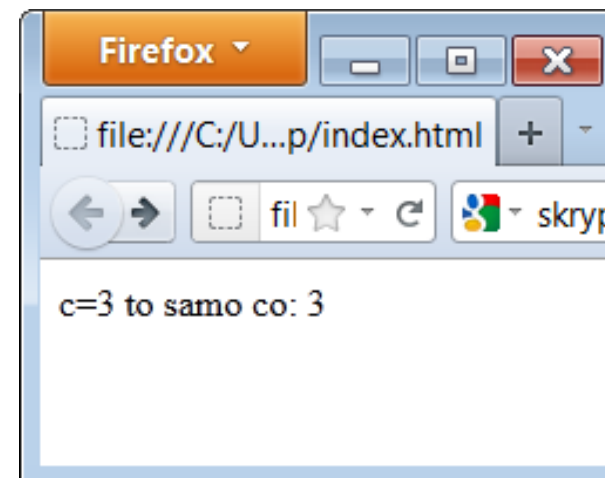 Firefox
file:///C:/U...p/index.html
fil
skryp
c=3 to samo co: 3